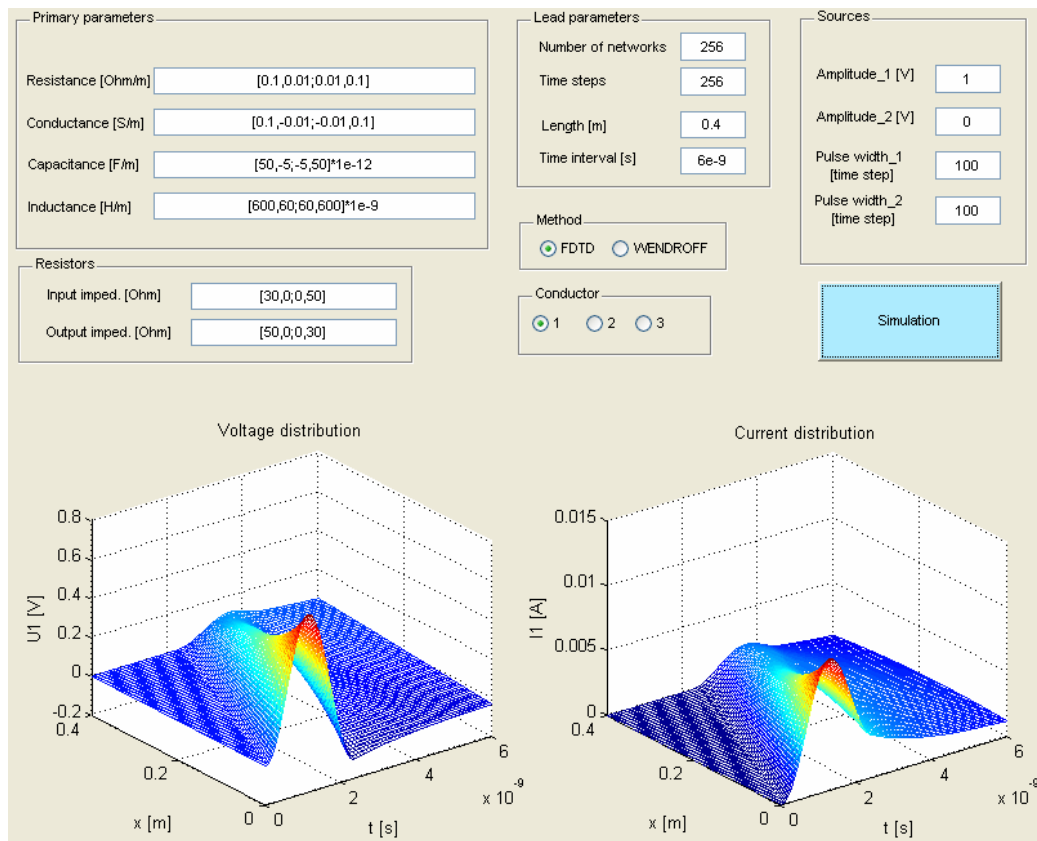 Primary parameters
Resistance [Ohm/m] [0.1,0.01;0.01,0.1]
Conductance [S/m] [0.1,-0.01;-0.01,0.1]
Capacitance [F/m] [50,-5;-5,50]*1e-12
Inductance [H/m] [600,60;60,600]*1e-9
Resistors
Input imped. [Ohm] [30,0;0,50]
Output imped. [Ohm] [50,0;0,30]
Lead parameters
Number of networks 256
Time steps 256
Length [m] 0.4
Time interval [s] 6e-9
Method
FDTD WENDROFF
Conductor
1 2 3
Sources
Amplitude_1 [V] 1
Amplitude_2 [V] 0
Pulse width_1
[time step] 100
Pulse width_2
[time step] 100
Simulation
Voltage distribution
0.8
0.6
0.4
0.2
0
-0.2
U1 [V]
0.4
0.2
0
x [m]
0
2
4
6
x 10-9
t [s]
Current distribution
0.015
0.01
0.005
0
I1 [A]
0.4
0.2
0
x [m]
0
2
4
6
x 10-9
t [s]